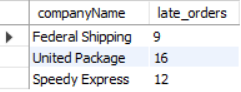 companyName late_orders
Federal Shipping 9
United Package 16
Speedy Express 12